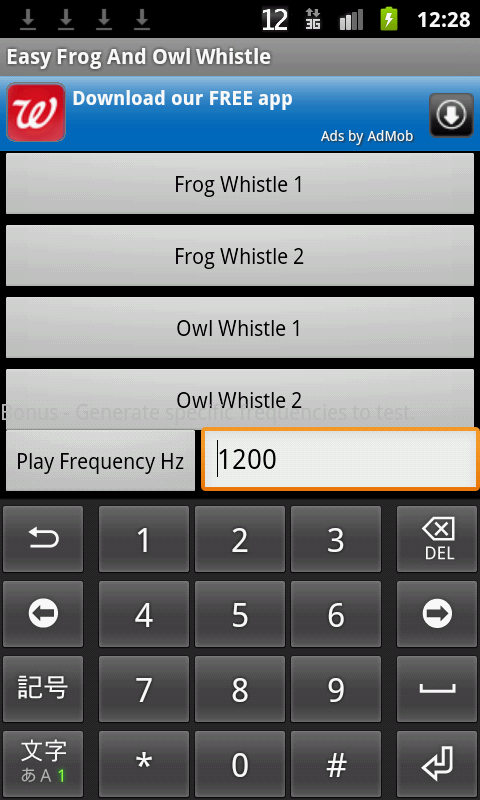 12 3G 12:28
Easy Frog And Owl Whistle
W Download our FREE app
Ads by AdMob
Frog Whistle 1
Frog Whistle 2
Owl Whistle 1
Owl Whistle 2
Bonus - Generate specific frequencies to test.
Play Frequency Hz 1200
1 2 3 DEL
4 5 6
記号 7 8 9
文字 あA1 * 0 #